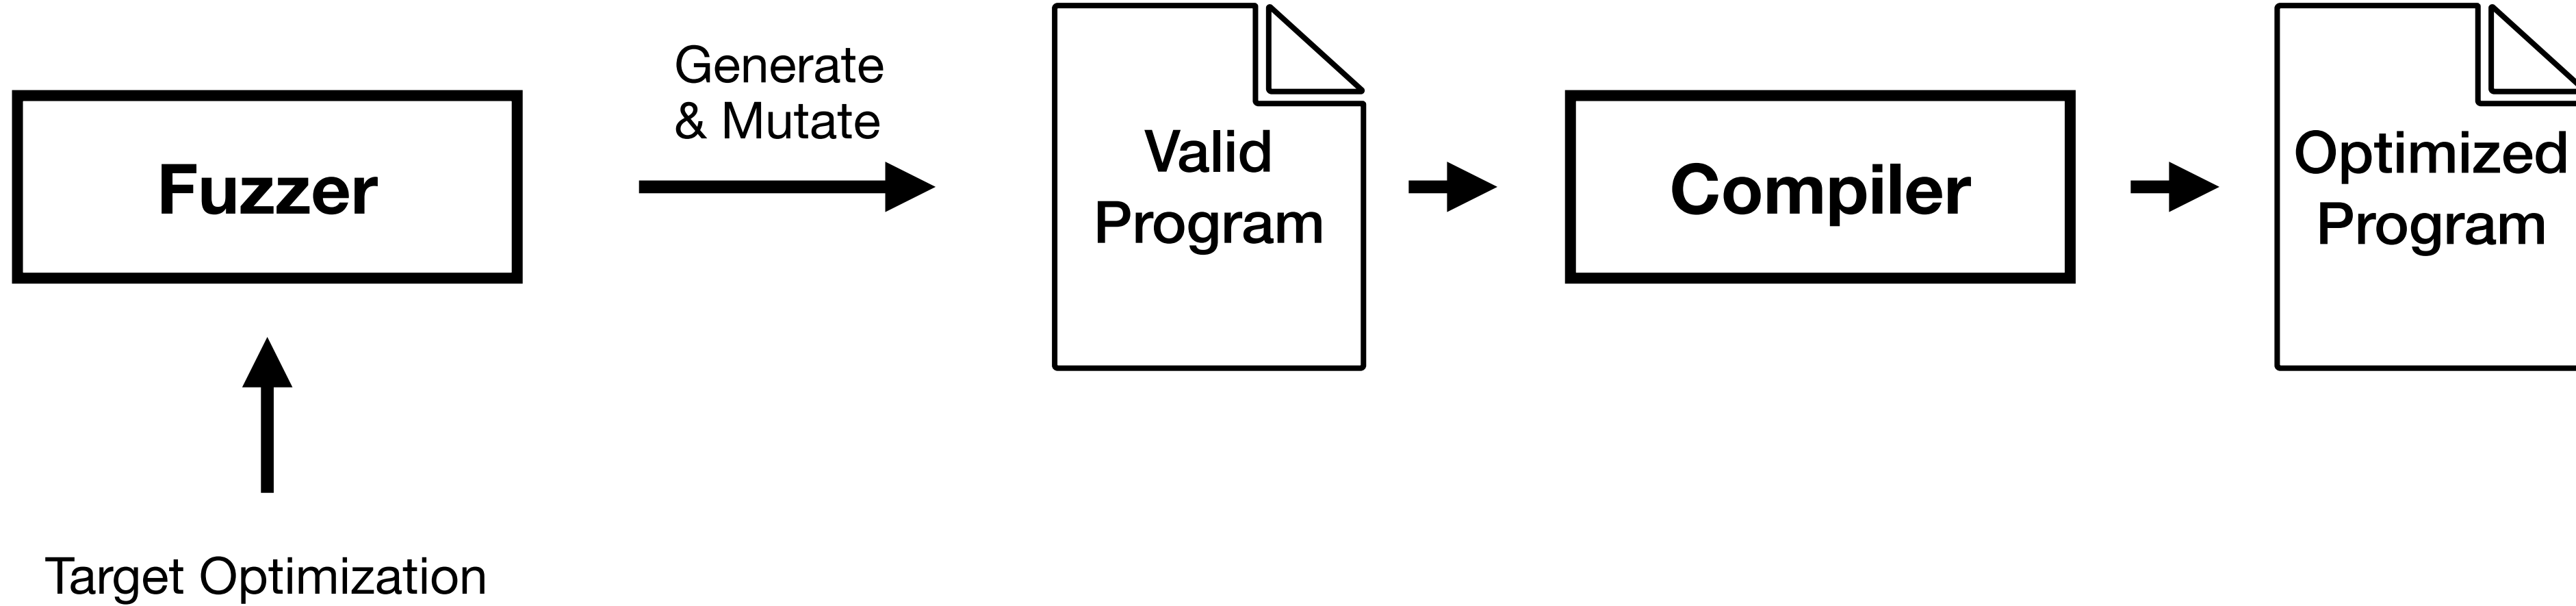 Generate
& Mutate
Fuzzer
Valid
Program
Compiler
Optimized
Program
Target Optimization